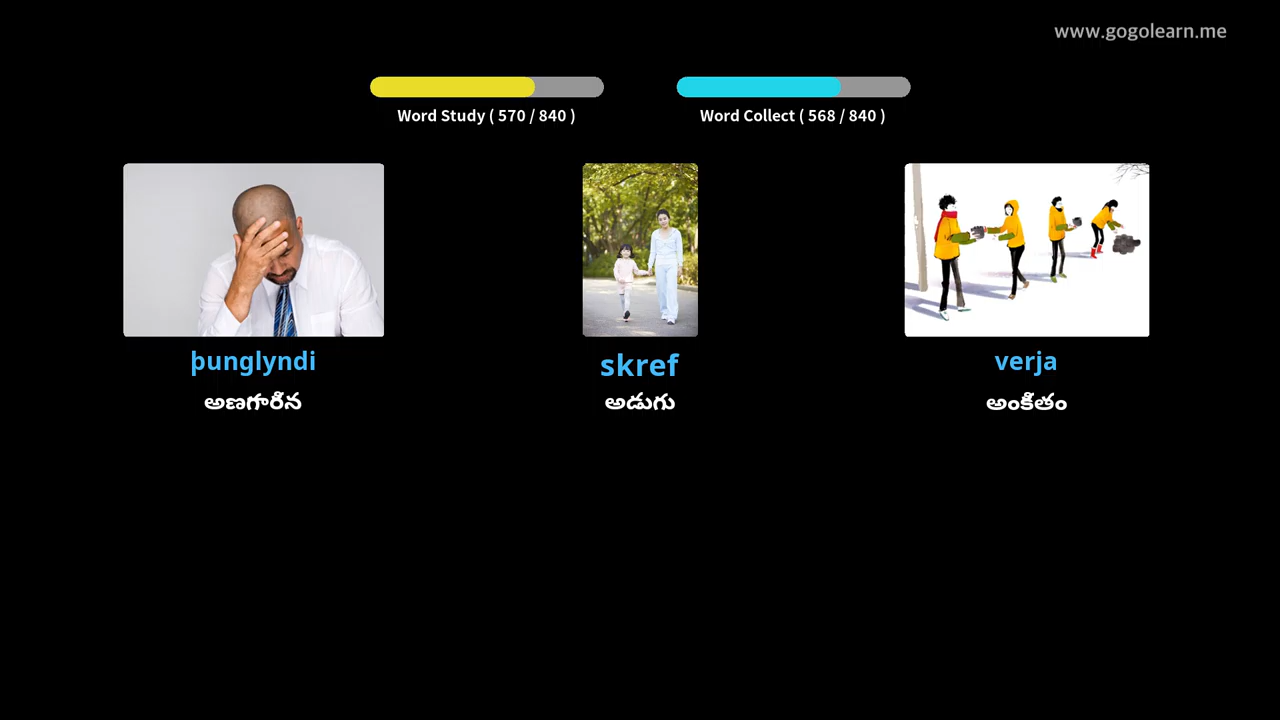 www.gogolearn.me
Word Study ( 570 / 840 )
Word Collect ( 568 / 840 )
þunglyndi
skref
verja
అణగారిన
అడుగు
అంకితం